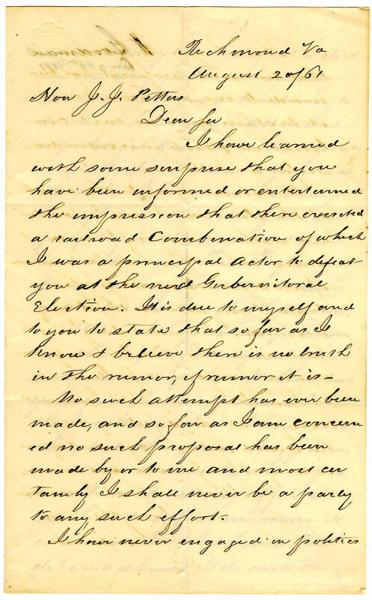 Richmond Va
August 20/61
Hon J. J. Pettus
Dear Sir
I have learned
with some surprise that you
have been informed or entertained
the impression that there existed
a railroad Combination of which
I was a principal Actor to defeat
you at the next Gubernitoral
Election. It is due to myself and
to you to state that so far as I
know & believe there is no truth
in the rumor, if rumor it is—
No such attempt has ever been
made, and so far as I am concern
ed no such proposal has been
made by or to me and most cer
tainly I shall never be a party
to any such effort.
I have never engaged in politics